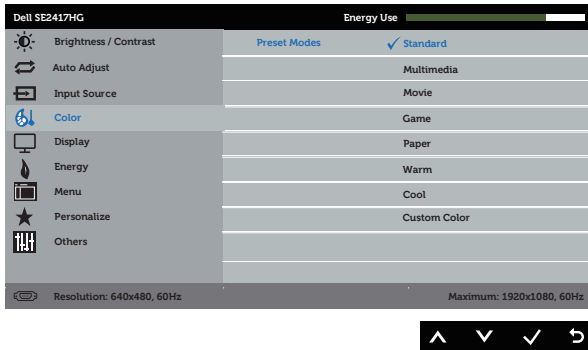 Dell SE2417HG Energy Use
Brightness / Contrast Preset Modes Standard
Auto Adjust Multimedia
Input Source Movie
Color Game
Display Paper
Energy Warm
Menu Cool
Personalize Custom Color
Others
Resolution: 640x480, 60Hz Maximum: 1920x1080, 60Hz